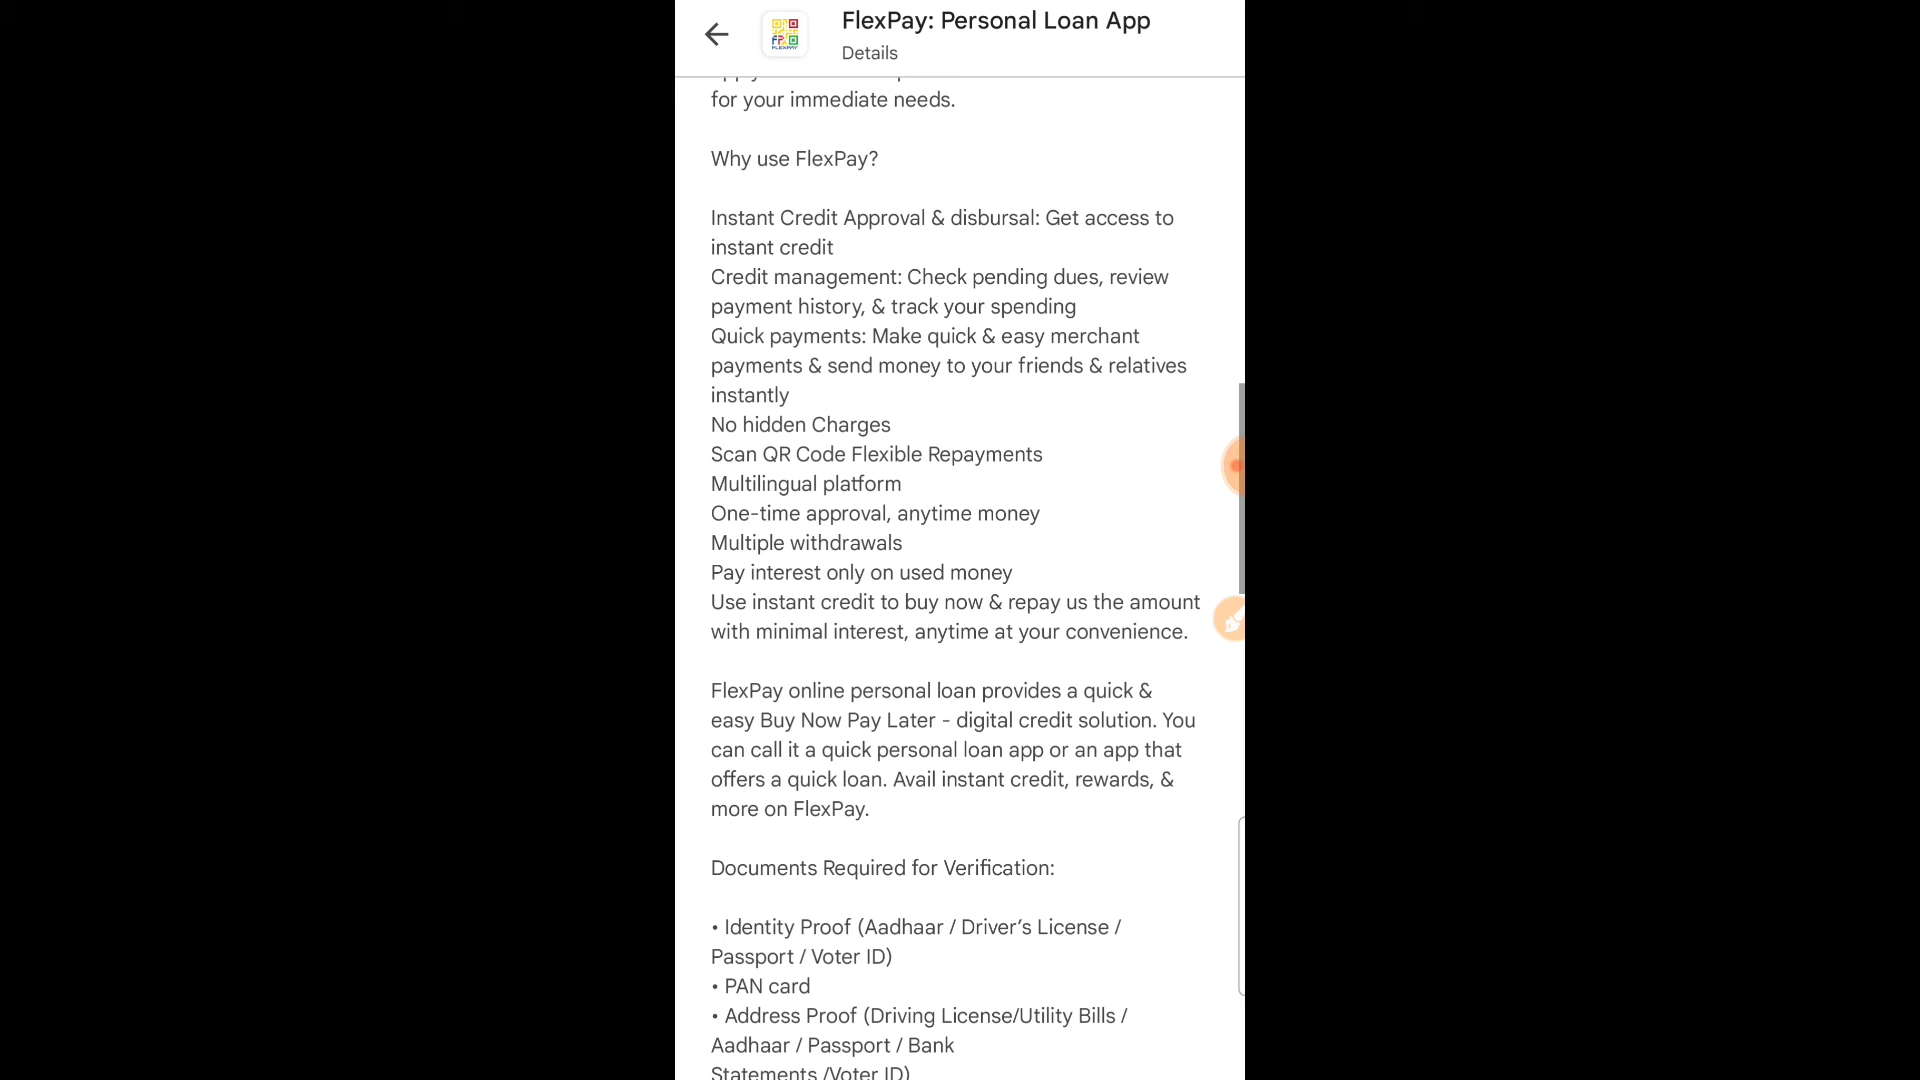 FlexPay: Personal Loan App
Details
for your immediate needs.
Why use FlexPay?
Instant Credit Approval & disbursal: Get access to
instant credit
Credit management: Check pending dues, review
payment history, & track your spending
Quick payments: Make quick & easy merchant
payments & send money to your friends & relatives
instantly
No hidden Charges
Scan QR Code Flexible Repayments
Multilingual platform
One-time approval, anytime money
Multiple withdrawals
Pay interest only on used money
Use instant credit to buy now & repay us the amount
with minimal interest, anytime at your convenience.
FlexPay online personal loan provides a quick &
easy Buy Now Pay Later - digital credit solution. You
can call it a quick personal loan app or an app that
offers a quick loan. Avail instant credit, rewards, &
more on FlexPay.
Documents Required for Verification:
• Identity Proof (Aadhaar / Driver’s License /
Passport / Voter ID)
• PAN card
• Address Proof (Driving License/Utility Bills /
Aadhaar / Passport / Bank
Statements /Voter ID)